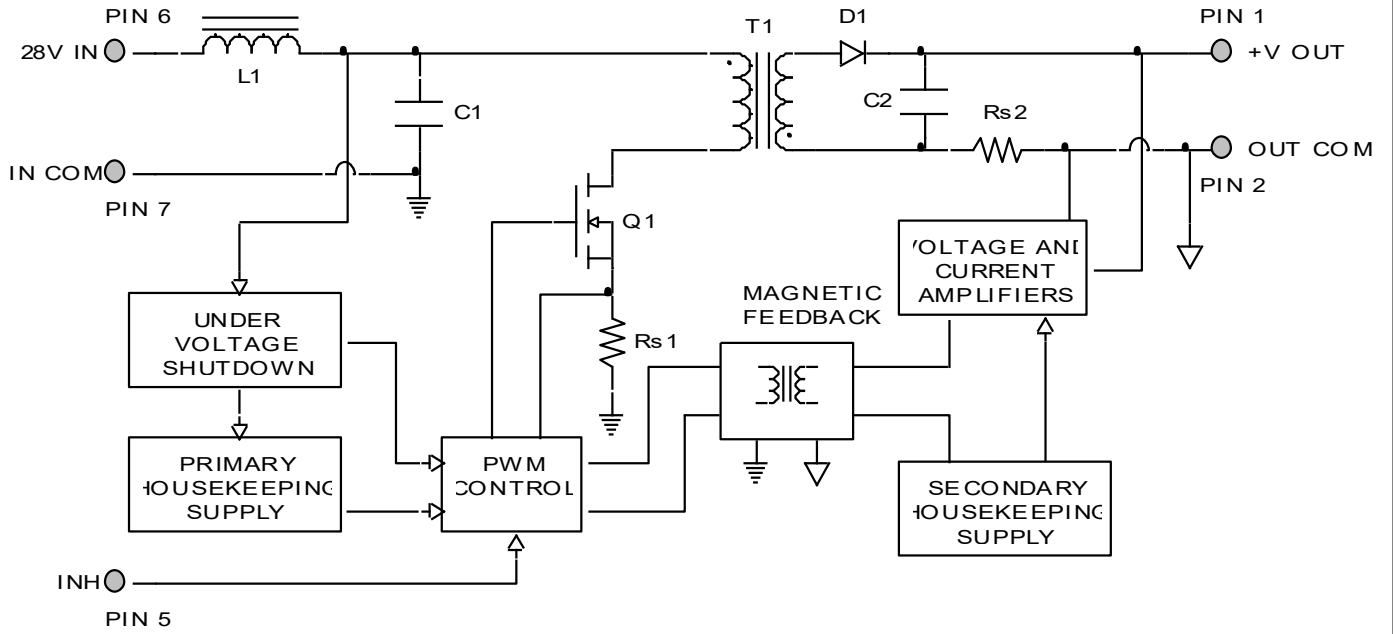 PIN 6
28V IN
L1
C1
IN COM
PIN 7
T1
D1
PIN 1
+V OUT
C2
Rs2
OUT COM
PIN 2
Q1
Rs1
UNDER
VOLTAGE
SHUTDOWN
PRIMARY
HOUSEKEEPING
SUPPLY
PWM
CONTROL
MAGNETIC
FEEDBACK
VOLTAGE AND
CURRENT
AMPLIFIERS
SECONDARY
HOUSEKEEPING
SUPPLY
INH
PIN 5